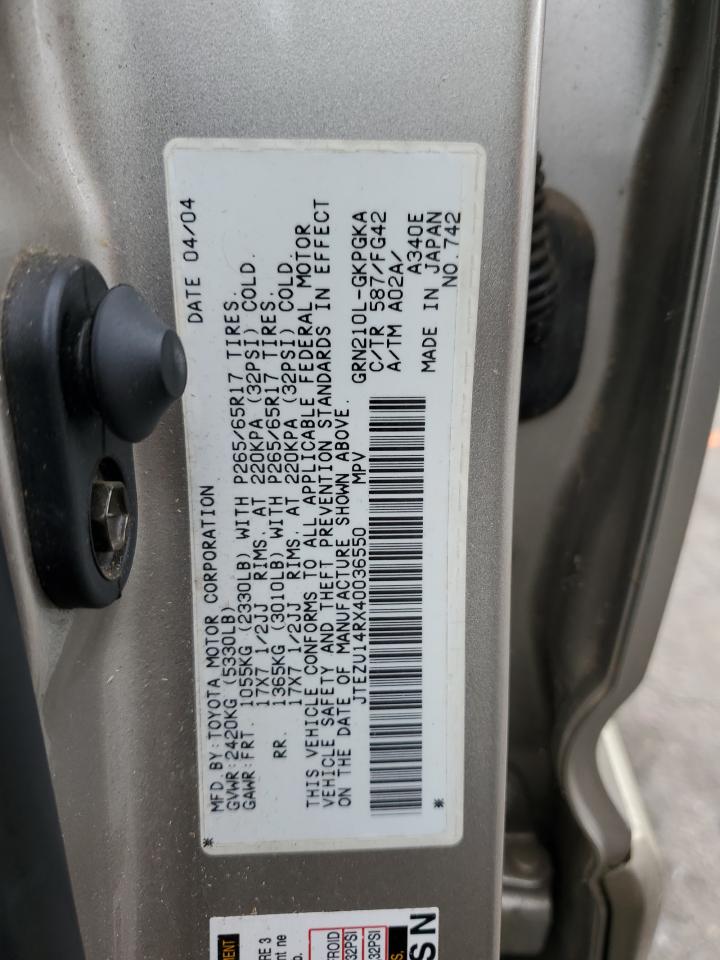 DATE 04/04
MFD.BY:TOYOTA MOTOR CORPORATION
GVWR:2420KG (5330LB)
GAWR:FRT. 1055KG (2330LB) WITH P265/65R17 TIRES.
17X7 1/2JJ RIMS. AT 220KPA (32PSI) COLD.
RR. 1365KG (3010LB) WITH P265/65R17 TIRES.
17X7 1/2JJ RIMS. AT 220KPA (32PSI) COLD.
THIS VEHICLE CONFORMS TO ALL APPLICABLE FEDERAL MOTOR
VEHICLE SAFETY AND THEFT PREVENTION STANDARDS IN EFFECT
ON THE DATE OF MANUFACTURE SHOWN ABOVE.
JTEZU14RX40036550 MPV
GRN210L-GKPGKA
C/TR 587/FG42
A/TM A02A/
A340E
MADE IN JAPAN
NO.742
* *
32PSI
32PSI
SN